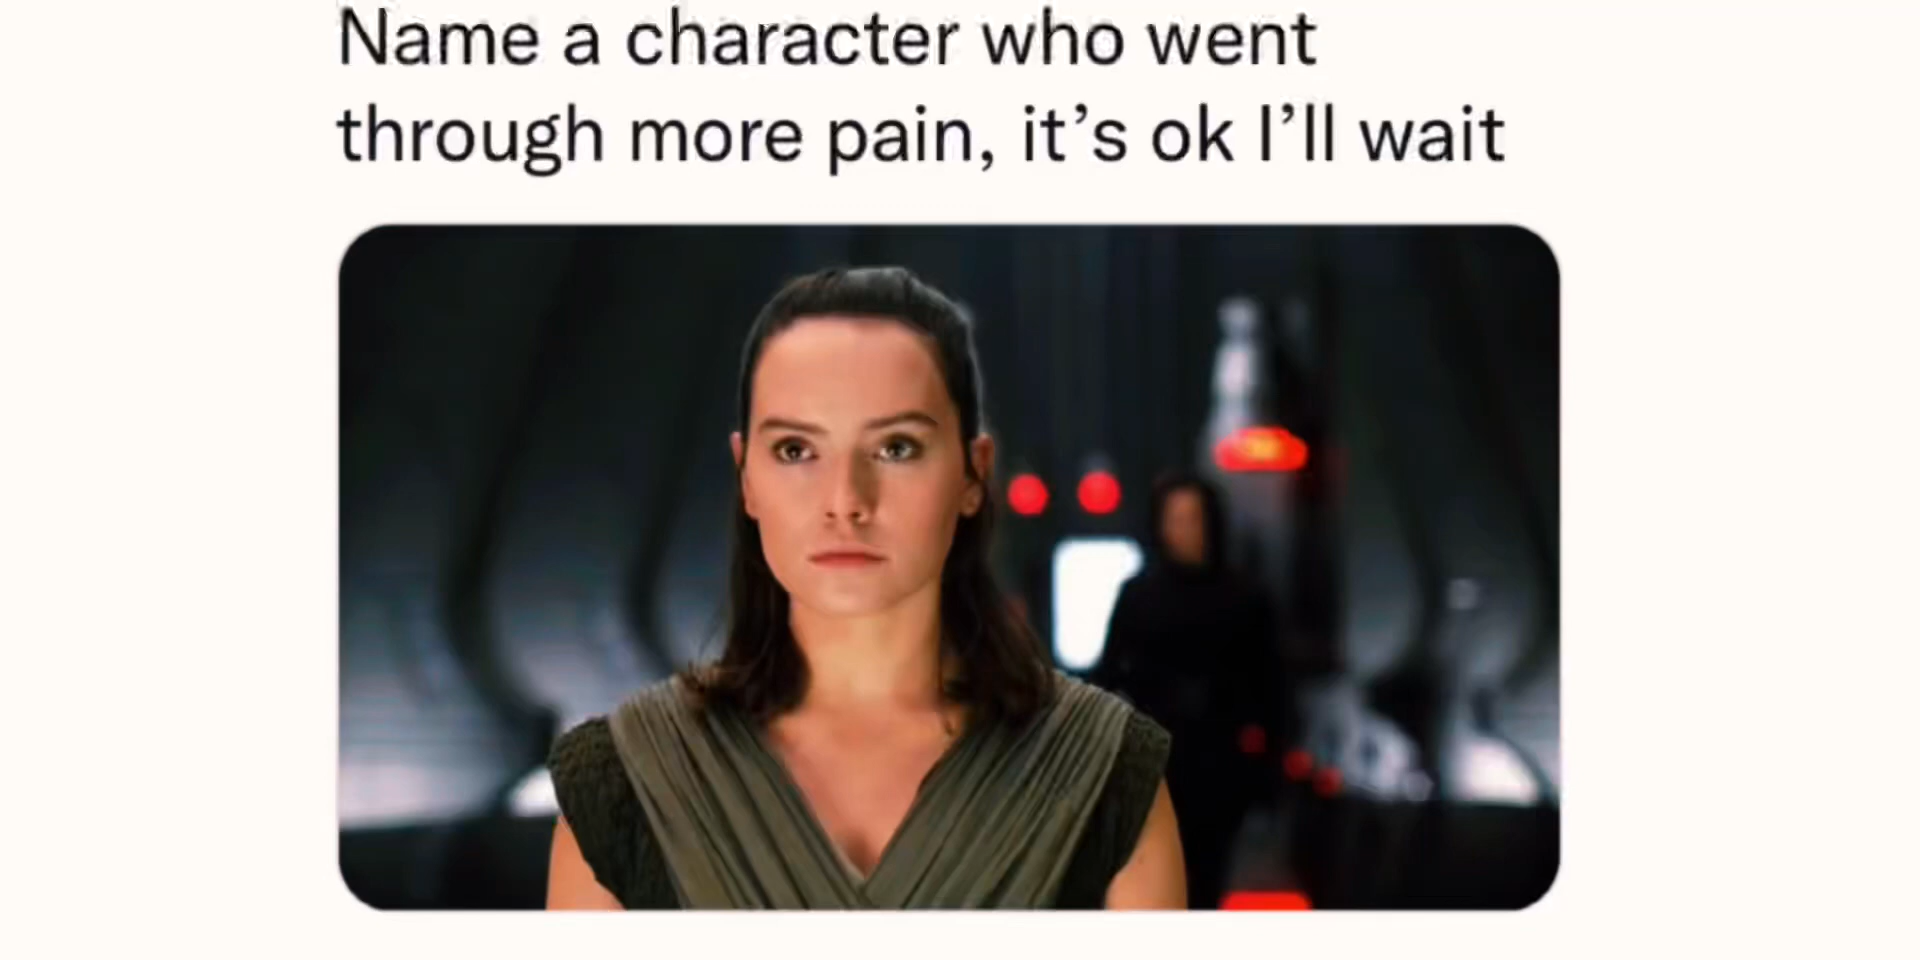 Name a character who went
through more pain, it’s ok I’ll wait